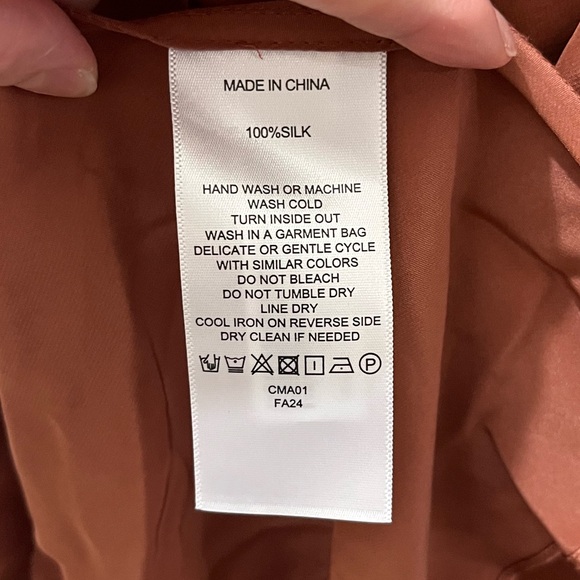 MADE IN CHINA
100%SILK
HAND WASH OR MACHINE
WASH COLD
TURN INSIDE OUT
WASH IN A GARMENT BAG
DELICATE OR GENTLE CYCLE
WITH SIMILAR COLORS
DO NOT BLEACH
DO NOT TUMBLE DRY
LINE DRY
COOL IRON ON REVERSE SIDE
DRY CLEAN IF NEEDED
P
CMA01
FA24